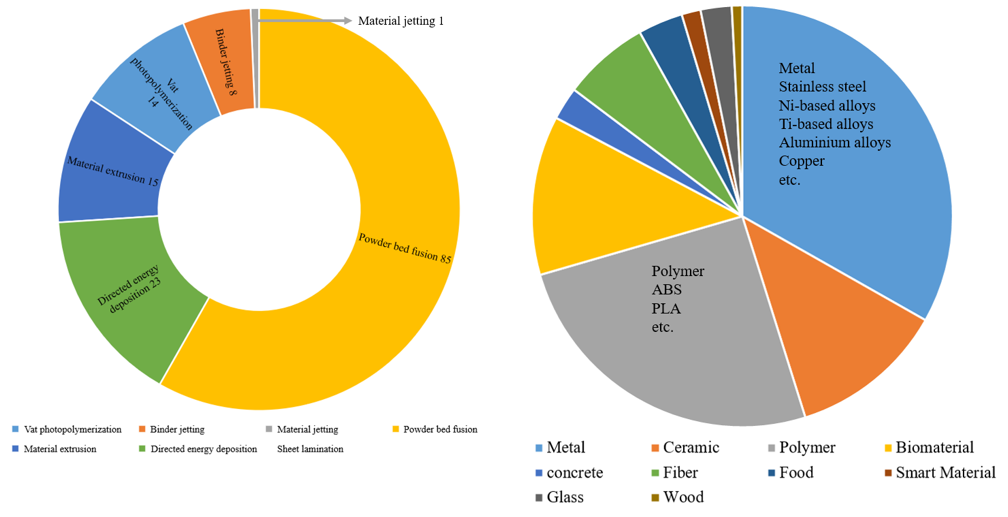 Material jetting 1
Binder jetting 8
Vat
photopolymerization
14
Material extrusion 15
Directed energy
deposition 23
Powder bed fusion 85
Vat photopolymerization
Binder jetting
Material jetting
Powder bed fusion
Material extrusion
Directed energy deposition
Sheet lamination
Metal
Stainless steel
Ni-based alloys
Ti-based alloys
Aluminium alloys
Copper
etc.
Polymer
ABS
PLA
etc.
Metal
Ceramic
Polymer
Biomaterial
concrete
Fiber
Food
Smart Material
Glass
Wood